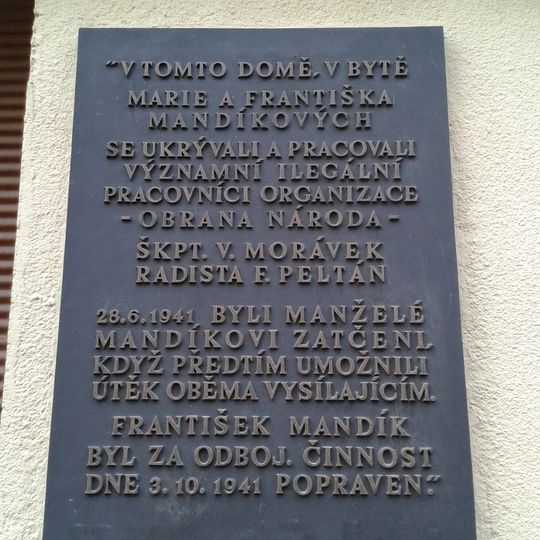 "V TOMTO DOMĚ, V BYTĚ
MARIE A FRANTIŠKA
MANDÍKOVÝCH
SE UKRÝVALI A PRACOVALI
VÝZNAMNÍ ILEGÁLNÍ
PRACOVNÍCI ORGANIZACE
- OBRANA NÁRODA -
ŠKPT. V. MORÁVEK
RADISTA F. PELTÁN
28.6.1941 BYLI MANŽELÉ
MANDÍKOVI ZATČENI,
KDYŽ PŘEDTÍM UMOŽNILI
ÚTĚK OBĚMA VYSÍLAJÍCÍM.
FRANTIŠEK MANDÍK
BYL ZA ODBOJ. ČINNOST
DNE 3.10.1941 POPRAVEN."